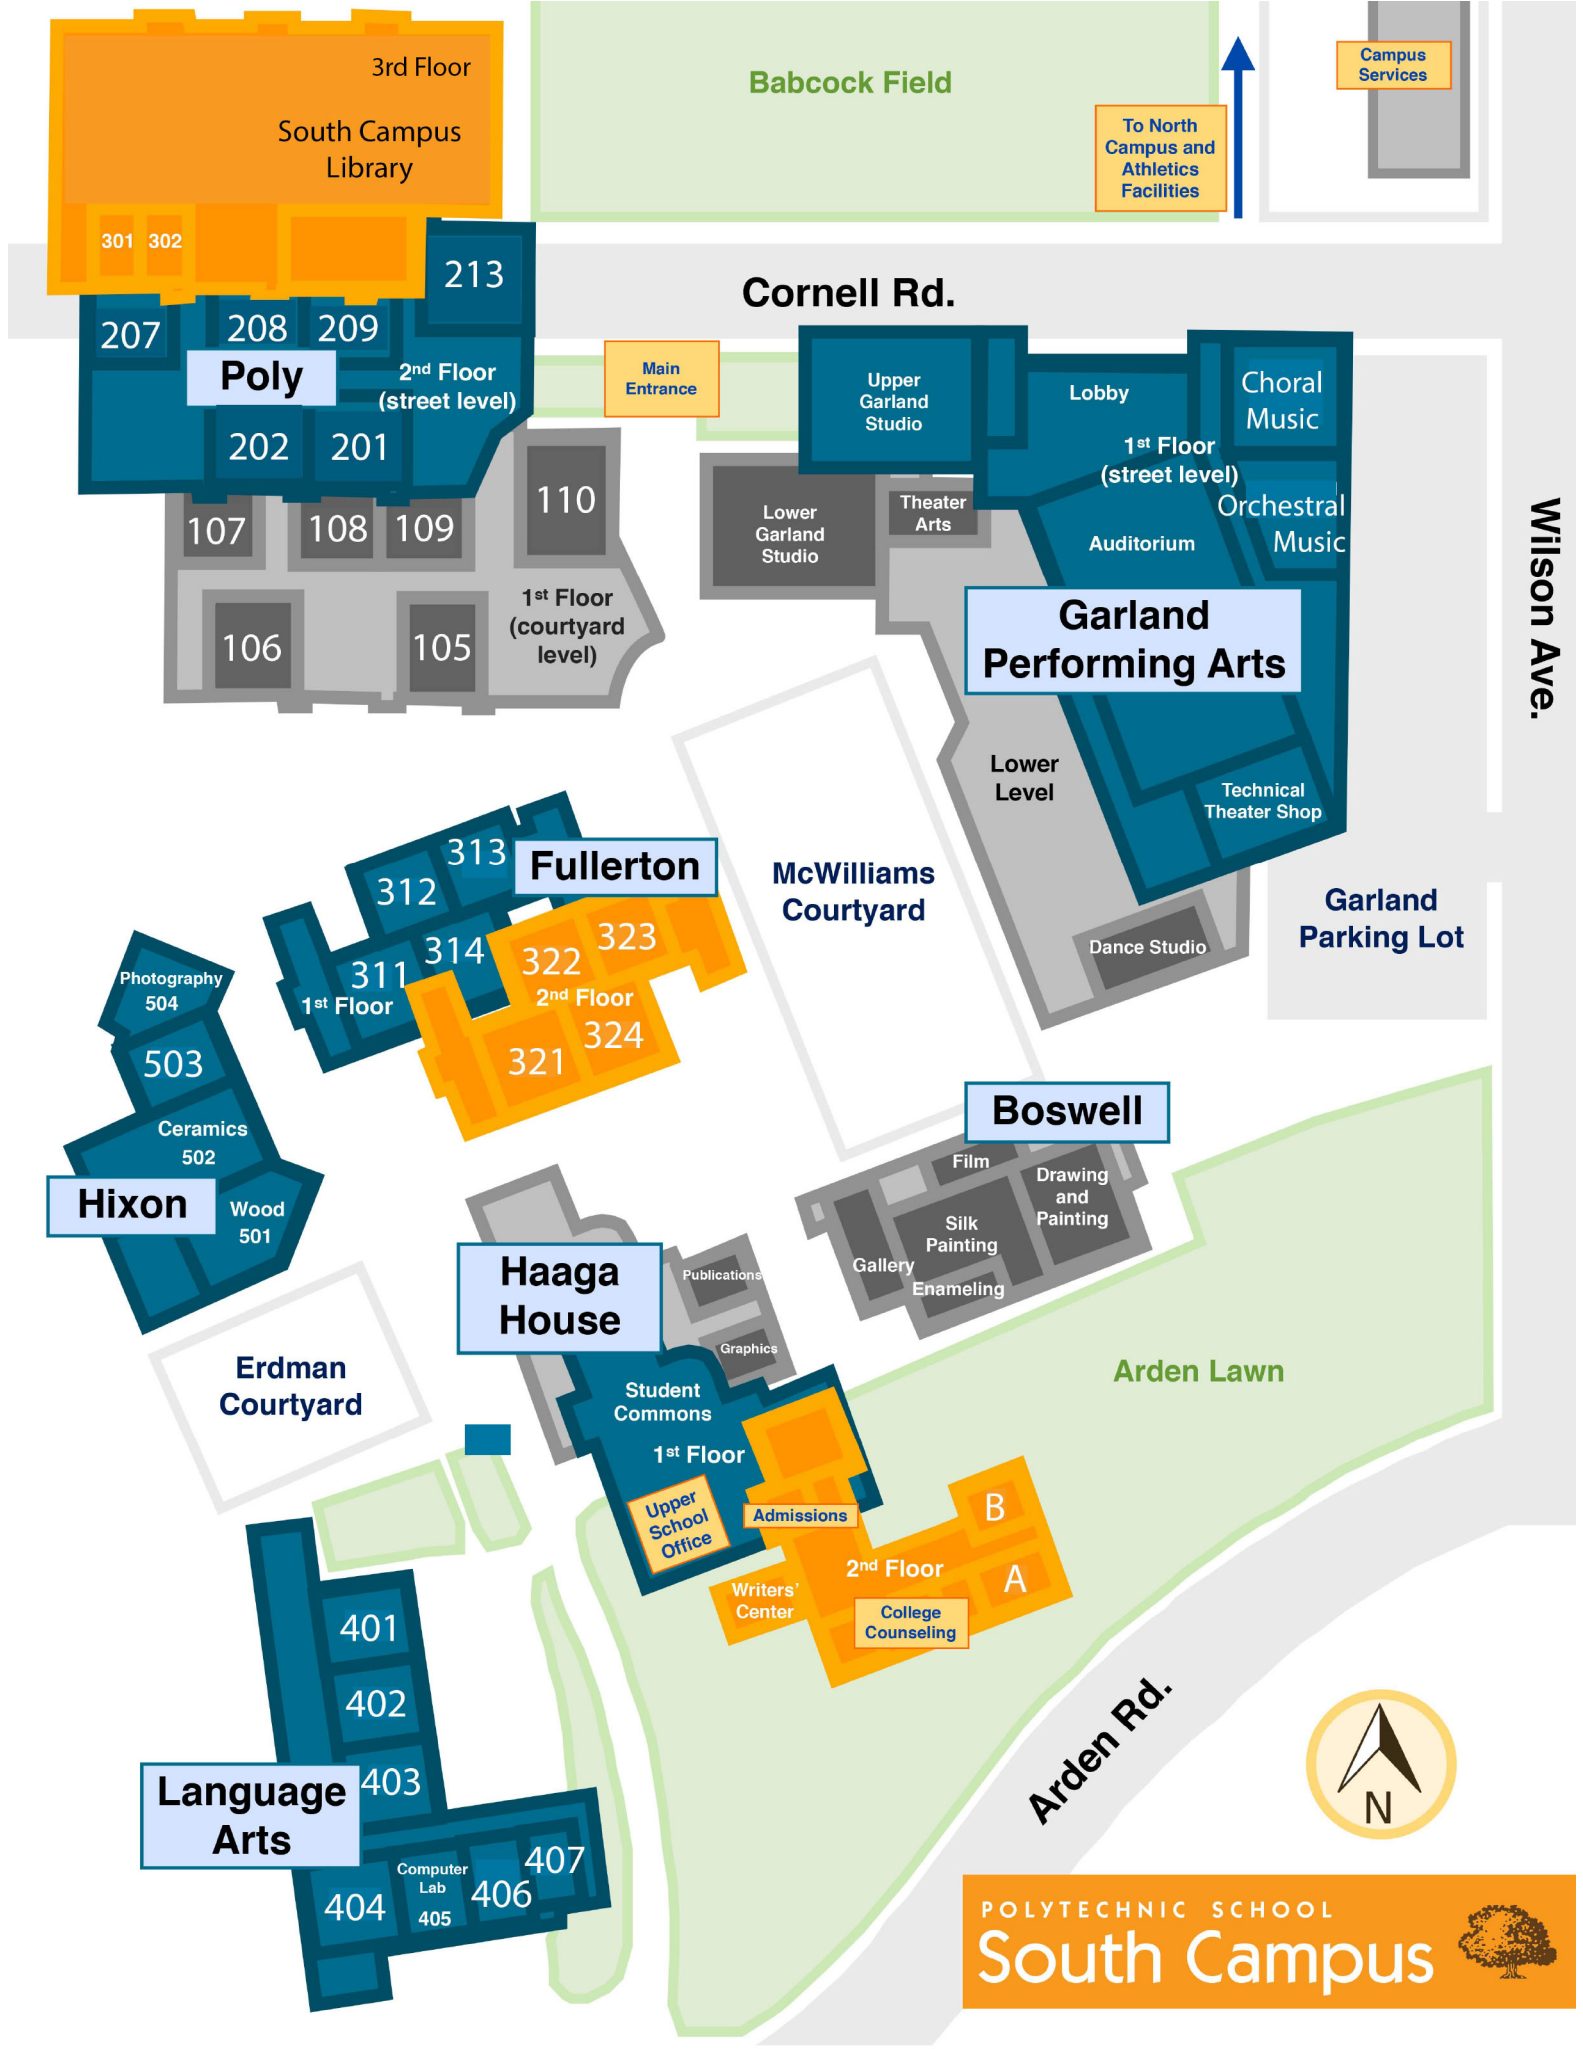 3rd Floor
South Campus
Library
301
302
Babcock Field
To North
Campus and
Athletics
Facilities
Campus
Services
213
207
208
209
Poly
2nd Floor
(street level)
202
201
Cornell Rd.
Main
Entrance
Upper
Garland
Studio
Lobby
Choral
Music
1st Floor
(street level)
Orchestral
Music
Auditorium
107
108
109
110
106
105
1st Floor
(courtyard
level)
Lower
Garland
Studio
Theater
Arts
Garland
Performing Arts
Wilson Ave.
Lower
Level
Technical
Theater Shop
Dance Studio
Garland
Parking Lot
McWilliams
Courtyard
313
312
Fullerton
314
311
1st Floor
322
323
2nd Floor
321
324
Photography
504
503
Ceramics
502
Hixon
Wood
501
Boswell
Film
Drawing
and
Painting
Silk
Painting
Gallery
Enameling
Haaga
House
Publications
Graphics
Student
Commons
1st Floor
Upper
School
Office
Admissions
B
A
2nd Floor
Writers'
Center
College
Counseling
Erdman
Courtyard
Arden Lawn
401
402
403
Language
Arts
404
Computer
Lab
405
406
407
Arden Rd.
N
POLYTECHNIC SCHOOL
South Campus